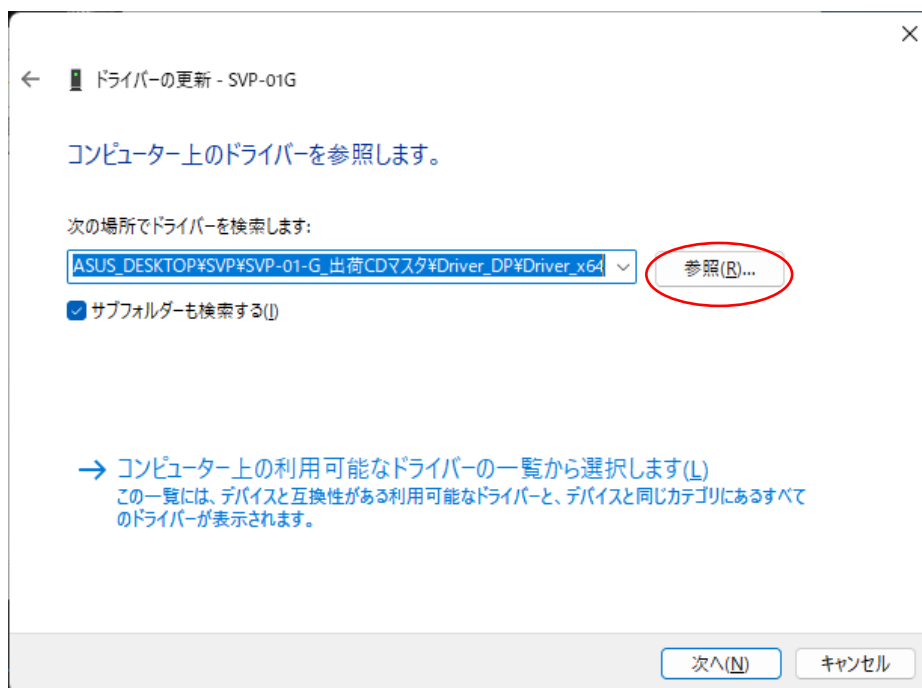 ドライバーの更新 - SVP-01G
コンピューター上のドライバーを参照します。
次の場所でドライバーを検索します:
ASUS_DESKTOP¥SVP¥SVP-01-G_出荷CDマスタ¥Driver_DP¥Driver_x64
参照(R)...
サブフォルダーも検索する(I)
コンピューター上の利用可能なドライバーの一覧から選択します(L)
この一覧には、デバイスと互換性がある利用可能なドライバーと、デバイスと同じカテゴリにあるすべて
のドライバーが表示されます。
次へ(N)
キャンセル